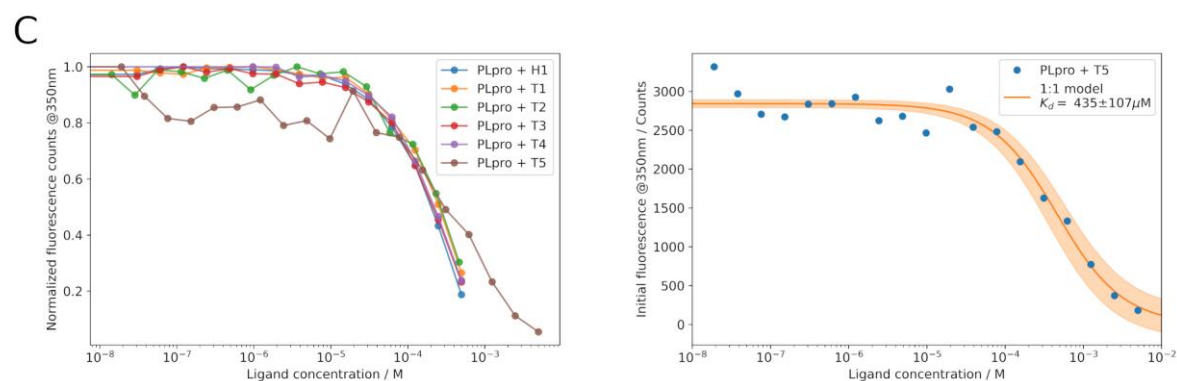 C
Normalized fluorescence counts @350nm
1.0
0.8
0.6
0.4
0.2
10⁻⁸
10⁻⁷
10⁻⁶
10⁻⁵
10⁻⁴
10⁻³
Ligand concentration / M
PLpro + H1
PLpro + T1
PLpro + T2
PLpro + T3
PLpro + T4
PLpro + T5
Initial fluorescence @350nm / Counts
3000
2500
2000
1500
1000
500
0
10⁻⁸
10⁻⁷
10⁻⁶
10⁻⁵
10⁻⁴
10⁻³
10⁻²
Ligand concentration / M
PLpro + T5
1:1 model
K_d = 435±107μM